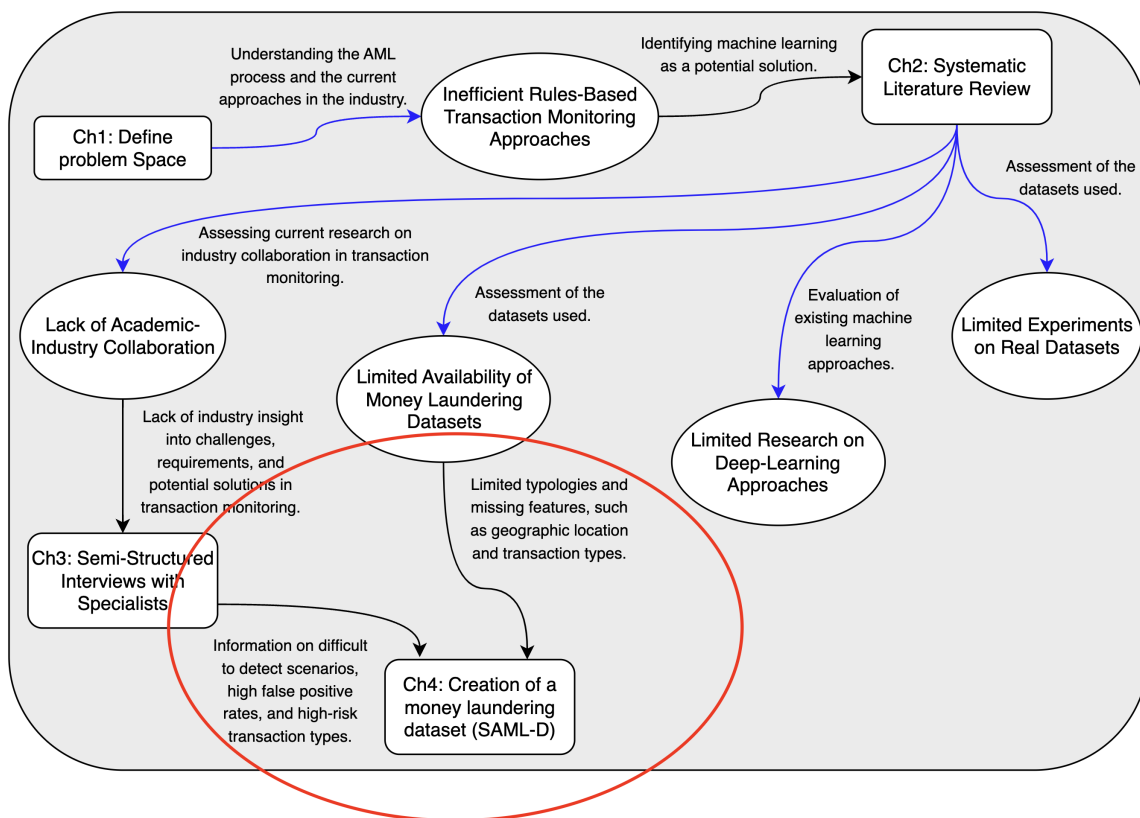 Understanding the AML
process and the current
approaches in the industry.
Identifying machine learning
as a potential solution.
Ch2: Systematic
Literature Review
Inefficient Rules-Based
Transaction Monitoring
Approaches
Ch1: Define
problem Space
Assessment of the
datasets used.
Assessing current research on
industry collaboration in transaction
monitoring.
Assessment of the
datasets used.
Evaluation of
existing machine
learning
approaches.
Lack of Academic-
Industry Collaboration
Limited Experiments
on Real Datasets
Limited Availability of
Money Laundering
Datasets
Limited Research on
Deep-Learning
Approaches
Lack of industry insight
into challenges,
requirements, and
potential solutions in
transaction monitoring.
Limited typologies and
missing features, such
as geographic location
and transaction types.
Ch3: Semi-Structured
Interviews with
Specialists
Information on difficult
to detect scenarios,
high false positive
rates, and high-risk
transaction types.
Ch4: Creation of a
money laundering
dataset (SAML-D)